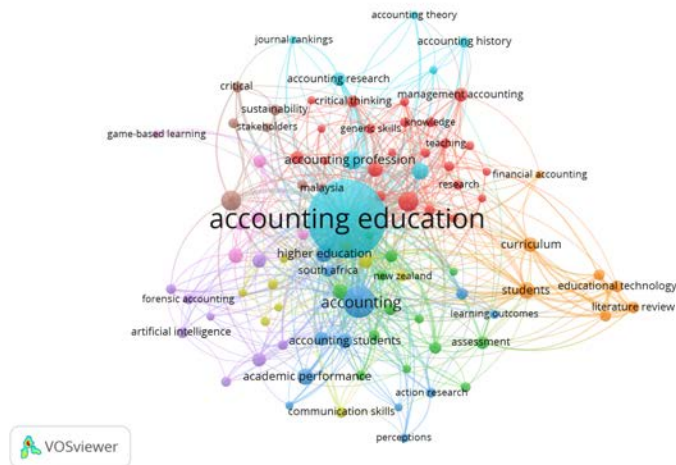 accounting theory
journal rankings
accounting history
accounting research
critical
critical thinking
management accounting
sustainability
stakeholders
generic skills
knowledge
game-based learning
teaching
accounting profession
research
financial accounting
malaysia
accounting education
curriculum
higher education
south africa
new zealand
students
educational technology
forensic accounting
accounting
learning outcomes
literature review
artificial intelligence
accounting students
assessment
academic performance
action research
communication skills
perceptions
VOSviewer